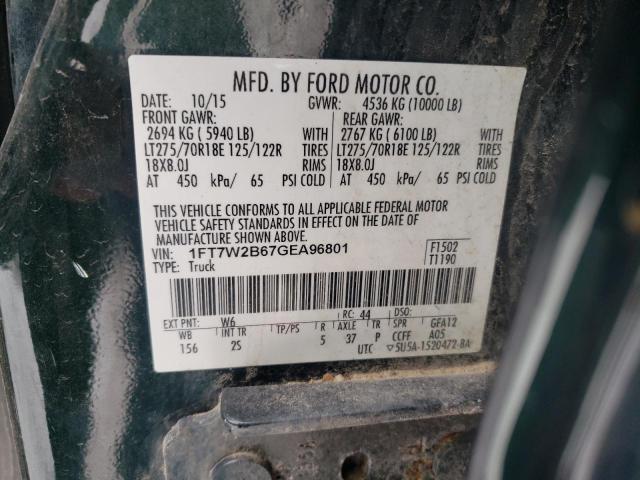 MFD. BY FORD MOTOR CO.
DATE: 10/15 GVWR: 4536 KG (10000 LB)
FRONT GAWR: REAR GAWR:
2694 KG ( 5940 LB) WITH 2767 KG ( 6100 LB) WITH
LT275/70R18E 125/122R TIRES LT275/70R18E 125/122R TIRES
18X8.0J RIMS 18X8.0J RIMS
AT 450 kPa/ 65 PSI COLD AT 450 kPa/ 65 PSI COLD
THIS VEHICLE CONFORMS TO ALL APPLICABLE FEDERAL MOTOR
VEHICLE SAFETY STANDARDS IN EFFECT ON THE DATE OF
MANUFACTURE SHOWN ABOVE.
VIN: 1FT7W2B67GEA96801 F1502
TYPE: Truck T1190
EXT PNT: W6 RC: 44 DSO:
WB INT TR TP/PS R AXLE TR SPR GFA12
156 2S 5 37 P CCFF A05
UTC ▽5U5A-1520472-BA